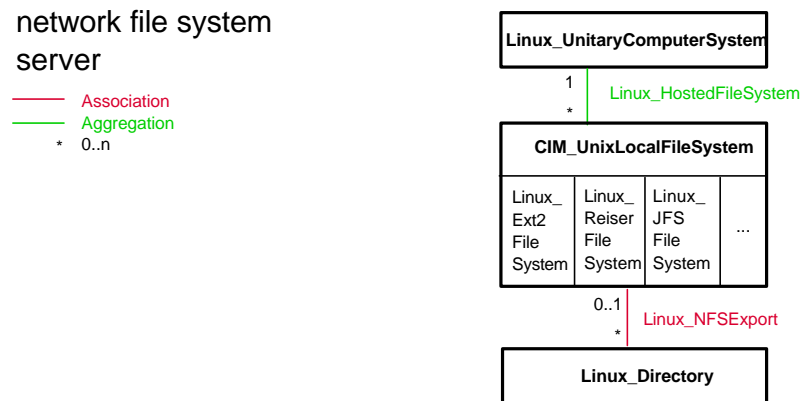 network file system
server
Association
Aggregation
* 0..n
Linux_UnitaryComputerSystem
1
Linux_HostedFileSystem
*
CIM_UnixLocalFileSystem
Linux_
Ext2
File
System
Linux_
Reiser
File
System
Linux_
JFS
File
System
...
0..1
Linux_NFSExport
*
Linux_Directory